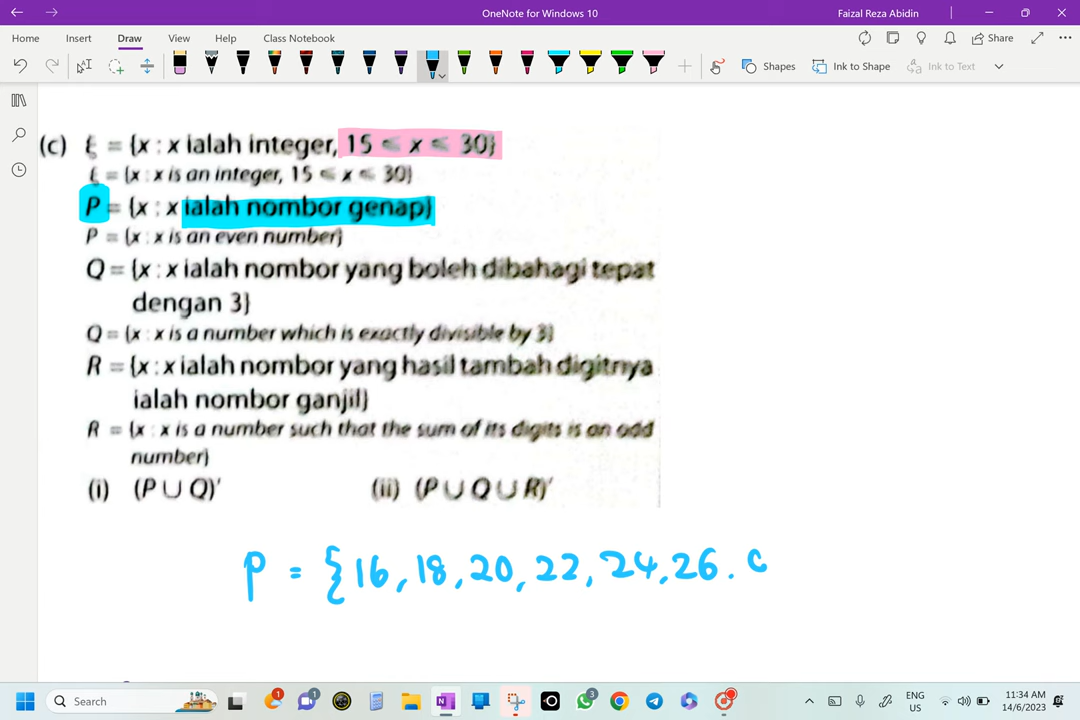 OneNote for Windows 10
Faizal Reza Abidin
Home Insert Draw View Help Class Notebook
Share
Shapes Ink to Shape Ink to Text
(c) ξ = {x : x ialah integer, 15 ⩽ x ⩽ 30}
ξ = {x : x is an integer, 15 ⩽ x ⩽ 30}
P = {x : x ialah nombor genap}
P = {x : x is an even number}
Q = {x : x ialah nombor yang boleh dibahagi tepat
dengan 3}
Q = {x : x is a number which is exactly divisible by 3}
R = {x : x ialah nombor yang hasil tambah digitnya
ialah nombor ganjil}
R = {x : x is a number such that the sum of its digits is an odd
number}
(i) (P ∪ Q)′ (ii) (P ∪ Q ∪ R)′
P = {16, 18, 20, 22, 24, 26.
Search
1
1
3
ENG
US
11:34 AM
14/6/2023